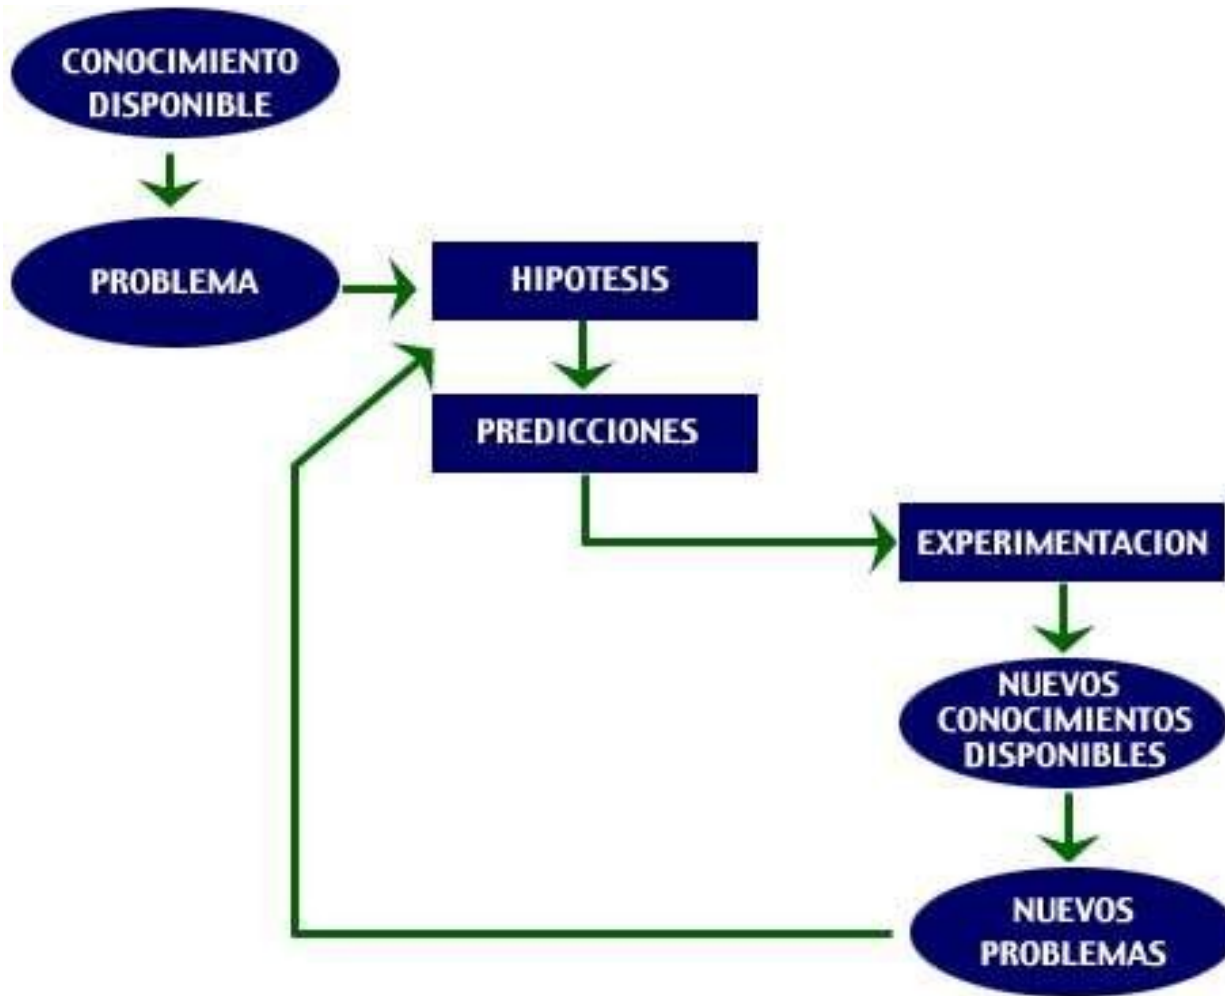 CONOCIMIENTO
DISPONIBLE
PROBLEMA
HIPOTESIS
PREDICCIONES
EXPERIMENTACION
NUEVOS
CONOCIMIENTOS
DISPONIBLES
NUEVOS
PROBLEMAS